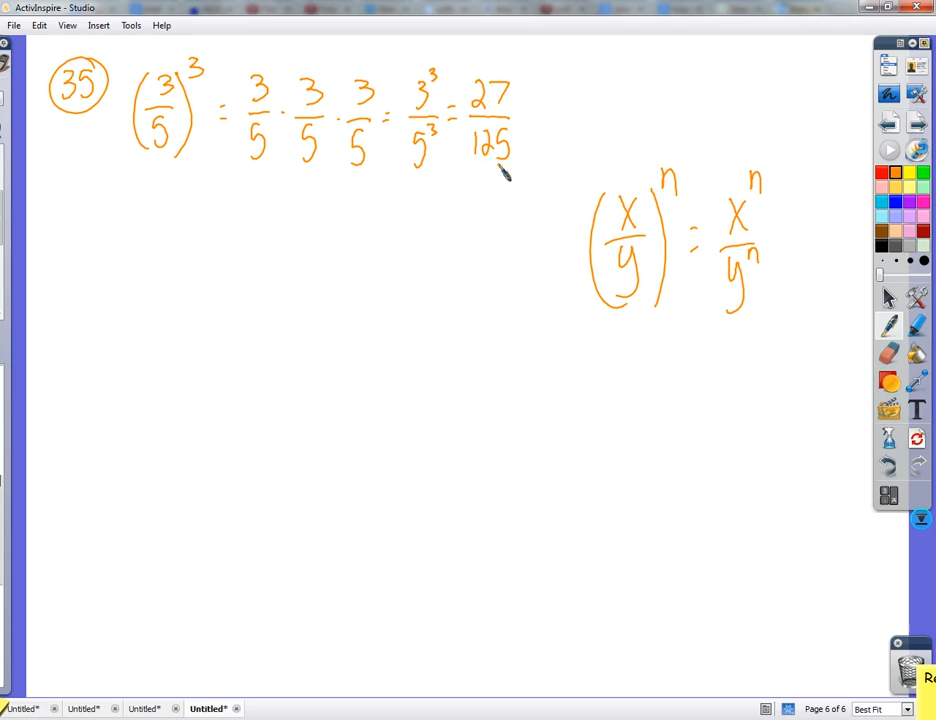 ActivInspire - Studio
File Edit View Insert Tools Help
35 (3/5)^3 = 3/5 · 3/5 · 3/5 = 3^3/5^3 = 27/125
(x/y)^n = x^n/y^n
Re
Untitled* Untitled* Untitled* Untitled* Page 6 of 6 Best Fit